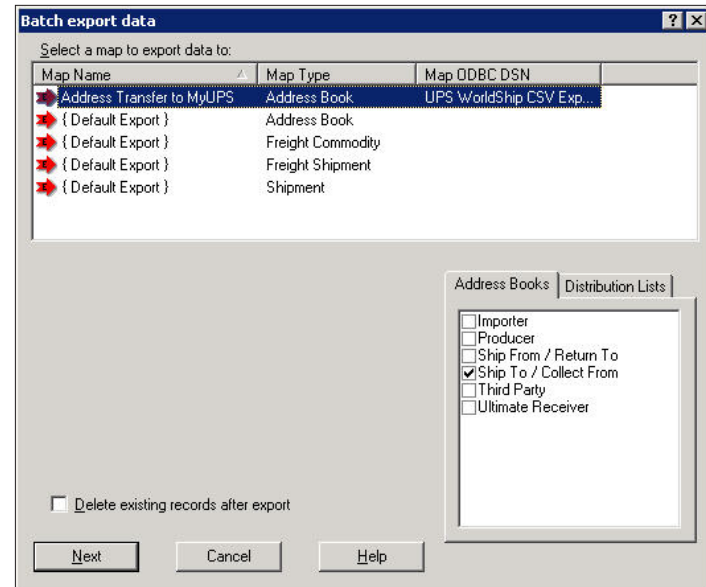 Batch export data
Select a map to export data to:
Map Name Map Type Map ODBC DSN
Address Transfer to MyUPS Address Book UPS WorldShip CSV Exp...
{ Default Export } Address Book
{ Default Export } Freight Commodity
{ Default Export } Freight Shipment
{ Default Export } Shipment
Address Books Distribution Lists
Importer
Producer
Ship From / Return To
Ship To / Collect From
Third Party
Ultimate Receiver
Delete existing records after export
Next Cancel Help